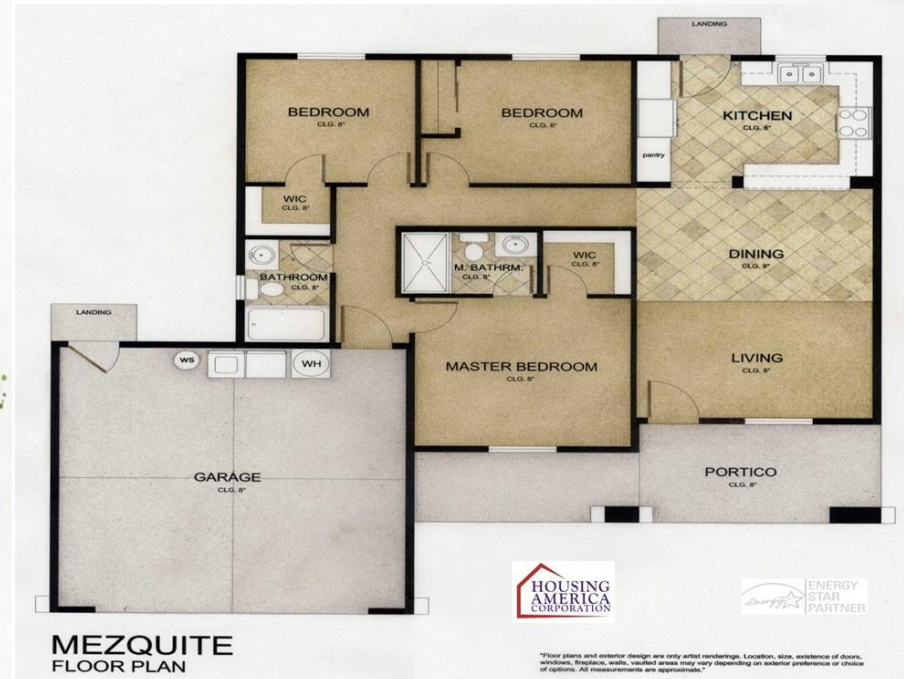 LANDING
BEDROOM
CLG. 8"
BEDROOM
CLG. 8"
KITCHEN
CLG. 8"
pantry
WIC
CLG. 8"
BATHROOM
CLG. 8"
M. BATHRM.
CLG. 8"
WIC
CLG. 8"
DINING
CLG. 8"
LANDING
WS
WH
MASTER BEDROOM
CLG. 8"
LIVING
CLG. 8"
GARAGE
CLG. 8"
PORTICO
CLG. 8"
HOUSING
AMERICA
CORPORATION
energy
ENERGY
STAR
PARTNER
MEZQUITE
FLOOR PLAN
"Floor plans and exterior design are only artist renderings. Location, size, existence of doors,
windows, fireplace, walls, vaulted areas may vary depending on exterior preference or choice
of options. All measurements are approximate."